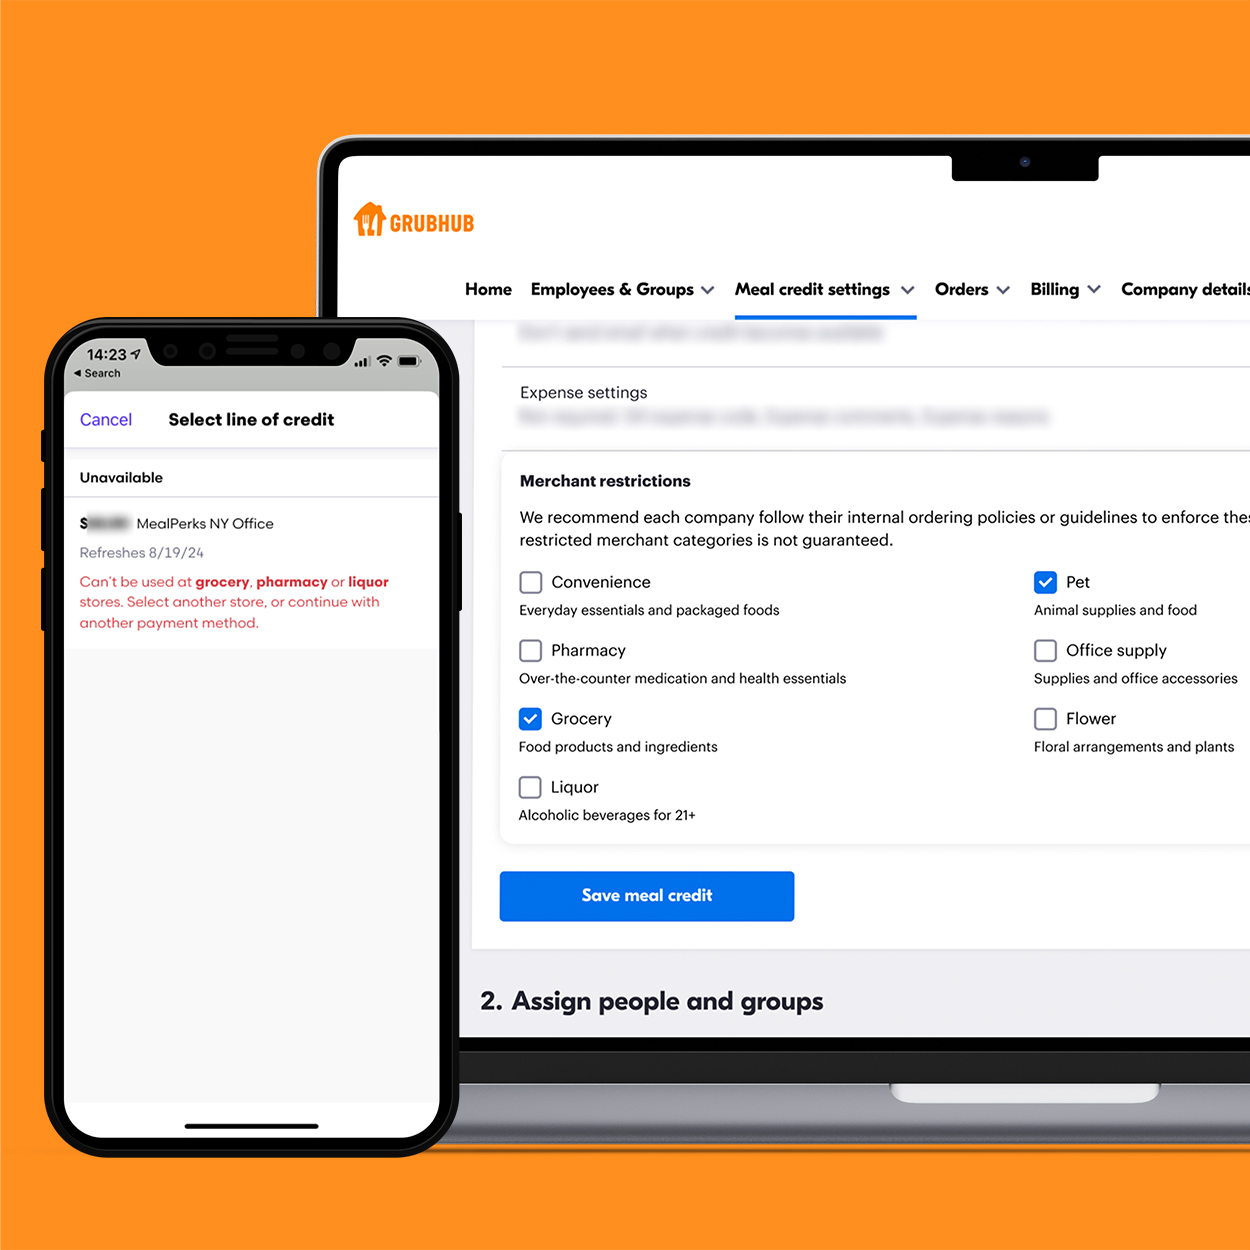 GRUBHUB
Home Employees & Groups Meal credit settings Orders Billing Company details
Expense settings
Merchant restrictions
We recommend each company follow their internal ordering policies or guidelines to enforce
restricted merchant categories is not guaranteed.
Convenience
Everyday essentials and packaged foods
Pharmacy
Over-the-counter medication and health essentials
Grocery
Food products and ingredients
Liquor
Alcoholic beverages for 21+
Pet
Animal supplies and food
Office supply
Supplies and office accessories
Flower
Floral arrangements and plants
Save meal credit
2. Assign people and groups
14:23
Search
Cancel Select line of credit
Unavailable
$ MealPerks NY Office
Refreshes 8/19/24
Can't be used at grocery, pharmacy or liquor
stores. Select another store, or continue with
another payment method.